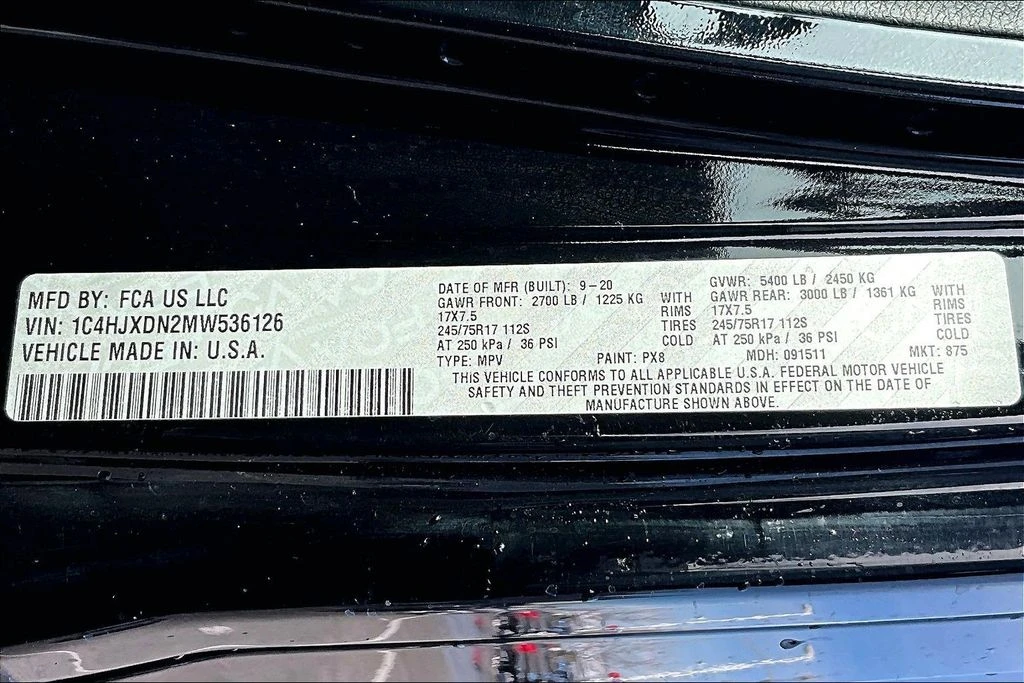 MFD BY: FCA US LLC
VIN: 1C4HJXDN2MW536126
VEHICLE MADE IN: U.S.A.
DATE OF MFR (BUILT): 9-20
GAWR FRONT: 2700 LB / 1225 KG WITH
17X7.5 RIMS
245/75R17 112S TIRES
AT 250 kPa / 36 PSI COLD
GVWR: 5400 LB / 2450 KG
GAWR REAR: 3000 LB / 1361 KG WITH
17X7.5 RIMS
245/75R17 112S TIRES
AT 250 kPa / 36 PSI COLD
TYPE: MPV PAINT: PX8 MDH: 091511 MKT: 875
THIS VEHICLE CONFORMS TO ALL APPLICABLE U.S.A. FEDERAL MOTOR VEHICLE
SAFETY AND THEFT PREVENTION STANDARDS IN EFFECT ON THE DATE OF
MANUFACTURE SHOWN ABOVE.